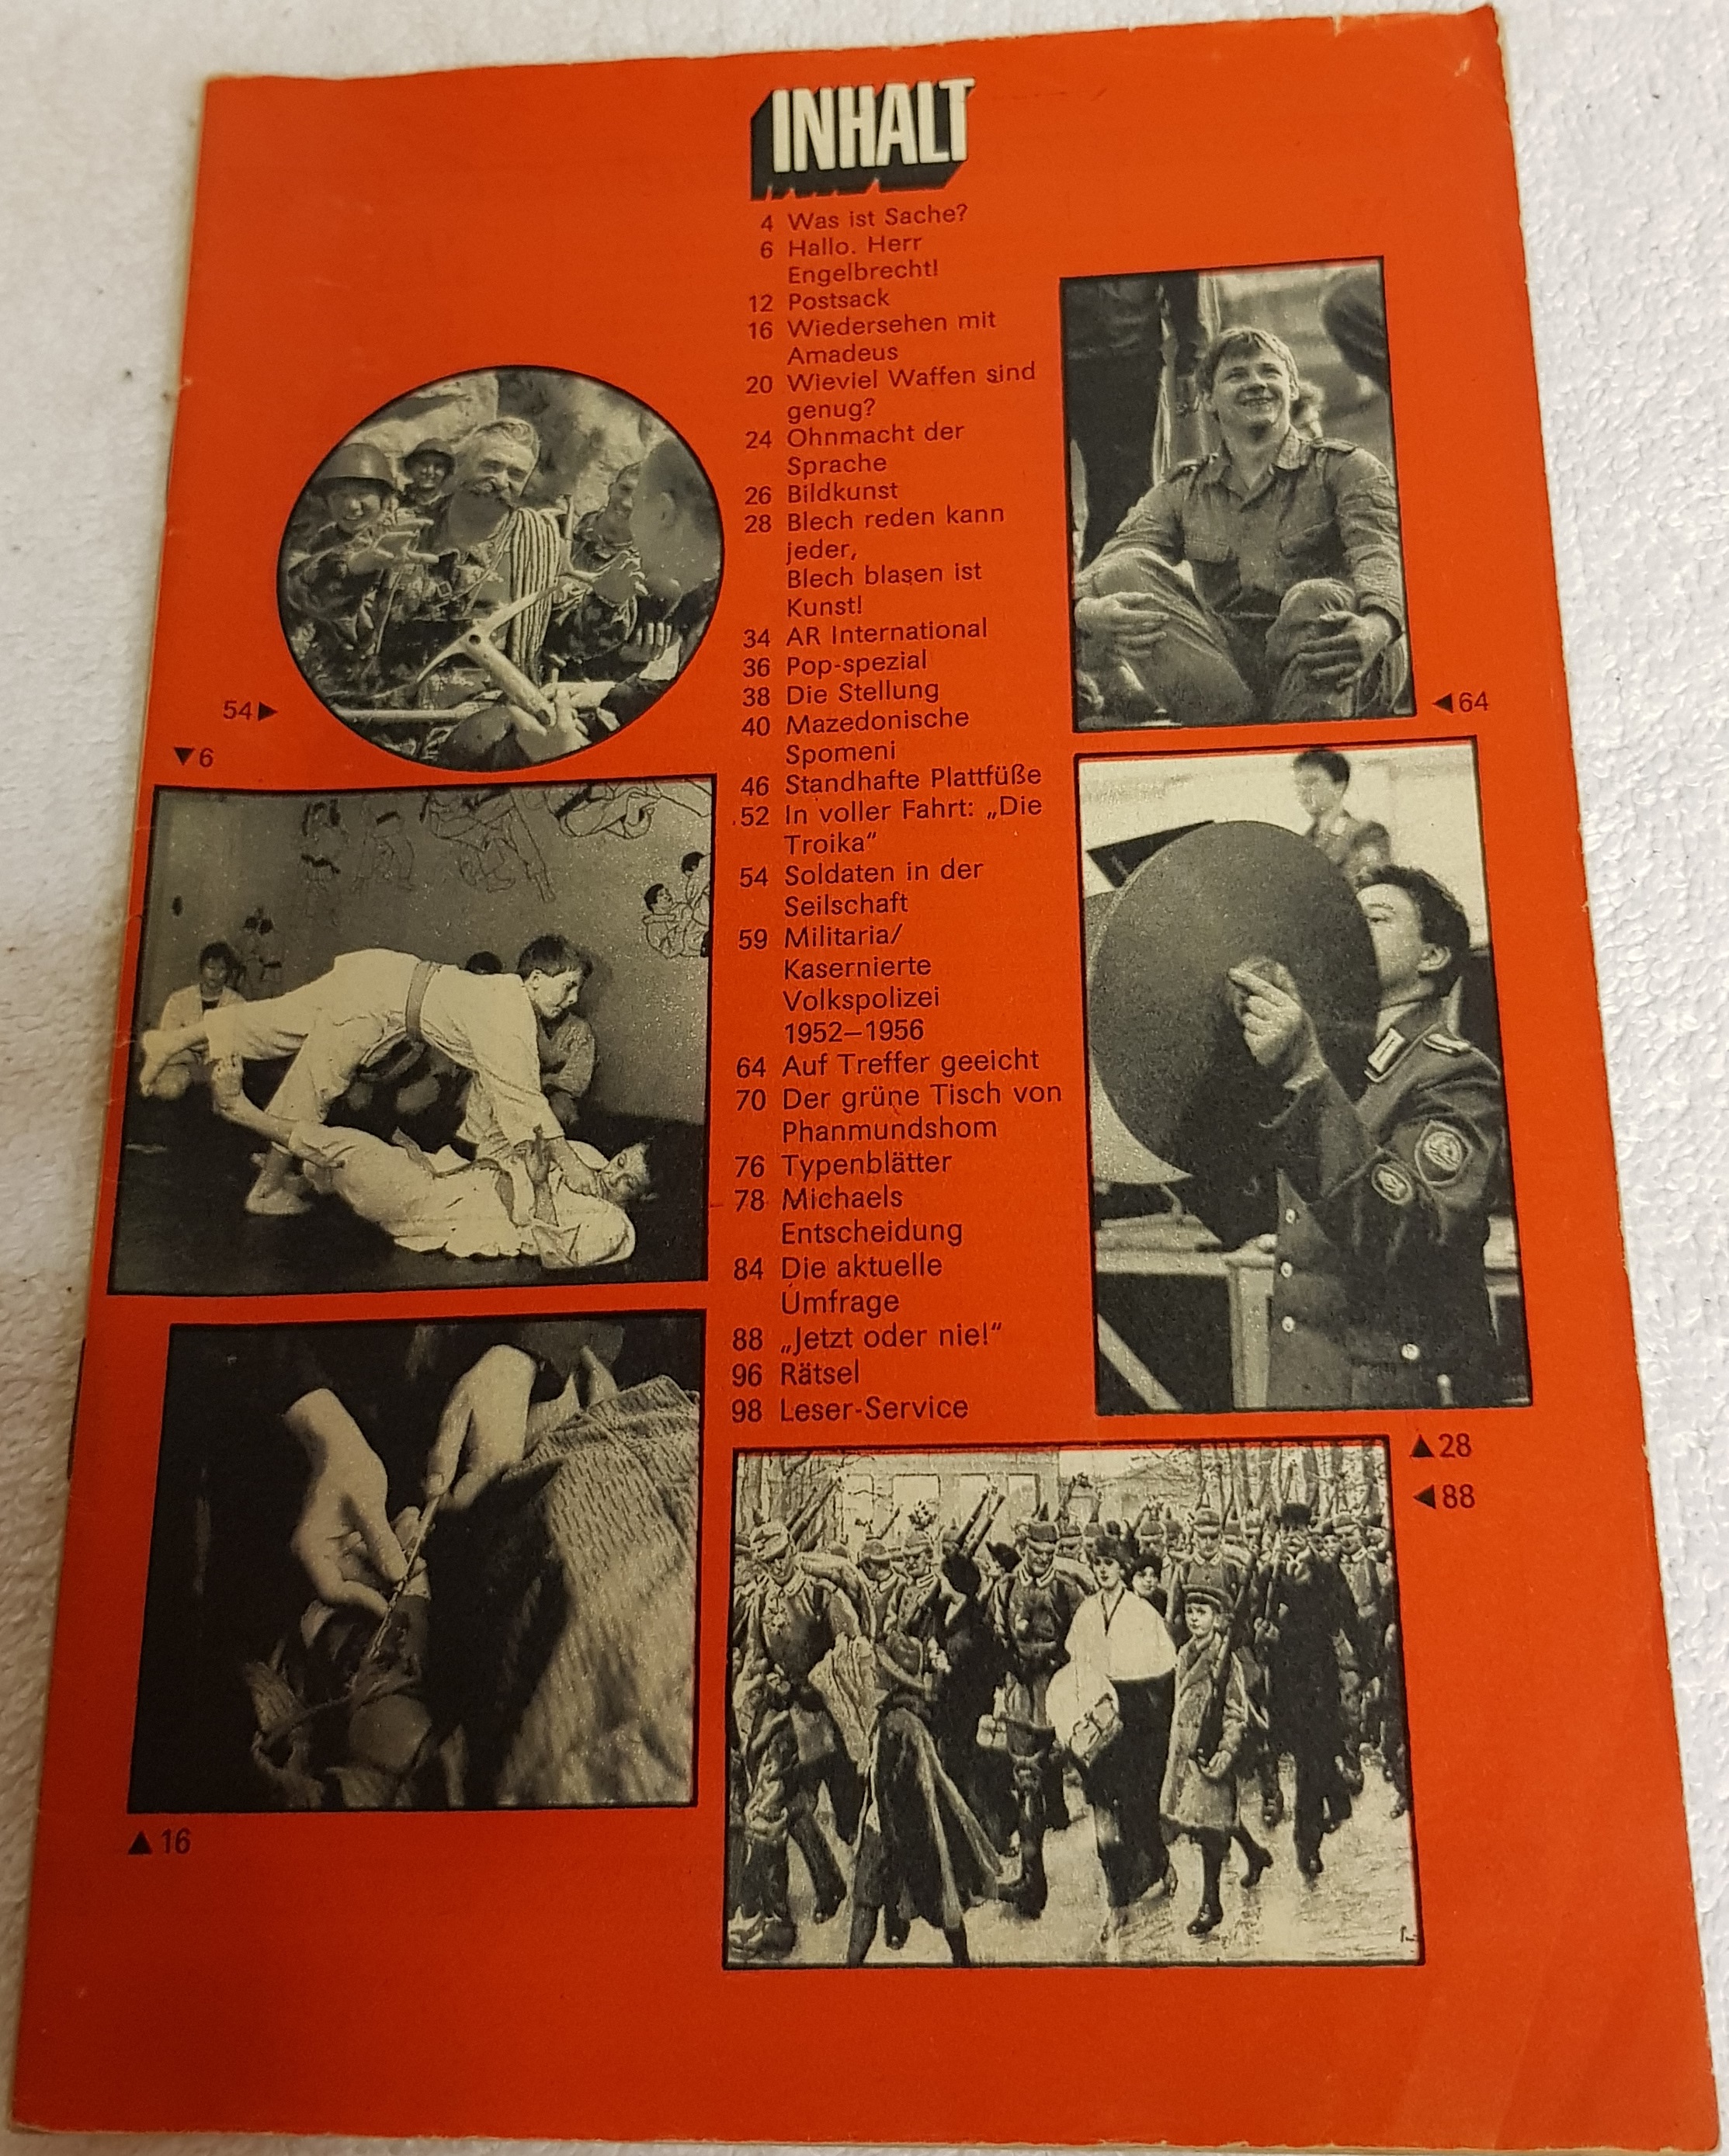 INHALT
4 Was ist Sache?
6 Hallo. Herr
Engelbrecht!
12 Postsack
16 Wiedersehen mit
Amadeus
20 Wieviel Waffen sind
genug?
24 Ohnmacht der
Sprache
26 Bildkunst
28 Blech reden kann
jeder,
Blech blasen ist
Kunst!
34 AR International
36 Pop-spezial
38 Die Stellung
40 Mazedonische
Spomeni
46 Standhafte Plattfüße
52 In voller Fahrt: „Die
Troika“
54 Soldaten in der
Seilschaft
59 Militaria/
Kasernierte
Volkspolizei
1952—1956
64 Auf Treffer geeicht
70 Der grüne Tisch von
Phanmundshom
76 Typenblätter
78 Michaels
Entscheidung
84 Die aktuelle
Umfrage
88 „Jetzt oder nie!“
96 Rätsel
98 Leser-Service
54▶
▼6
◀64
▲28
◀88
▲16